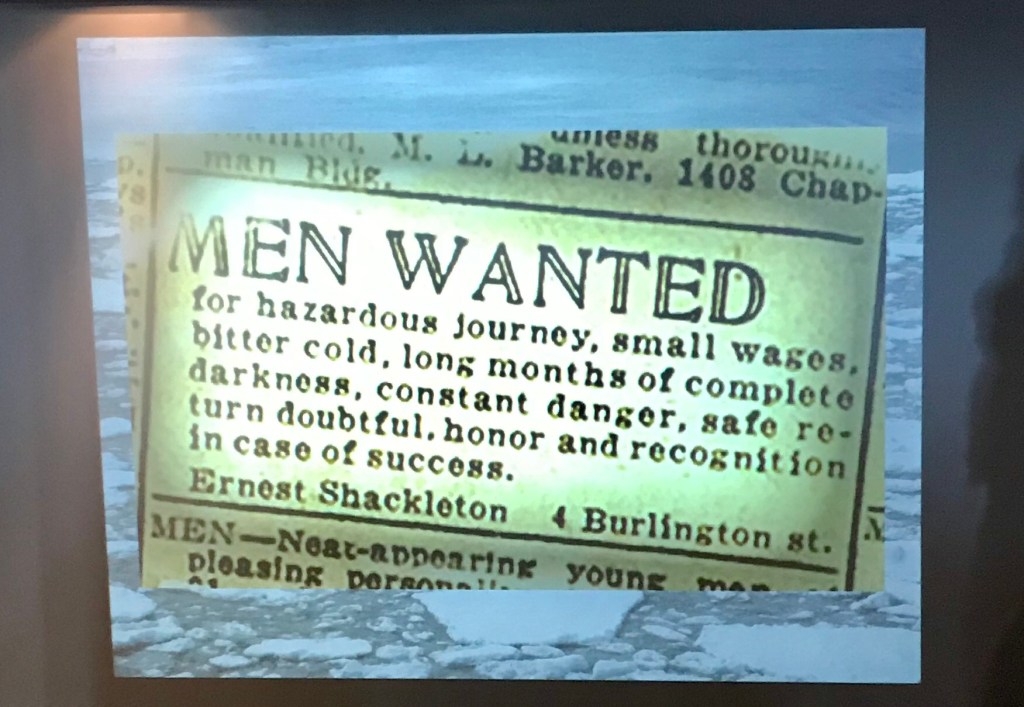 unless
M. L. Barker, 1408 Chap-
man Bldg.
MEN WANTED
for hazardous journey, small wages,
bitter cold, long months of complete
darkness, constant danger, safe re-
turn doubtful, honor and recognition
in case of success.
Ernest Shackleton 4 Burlington st.
MEN—Neat-appearing young men
pleasing